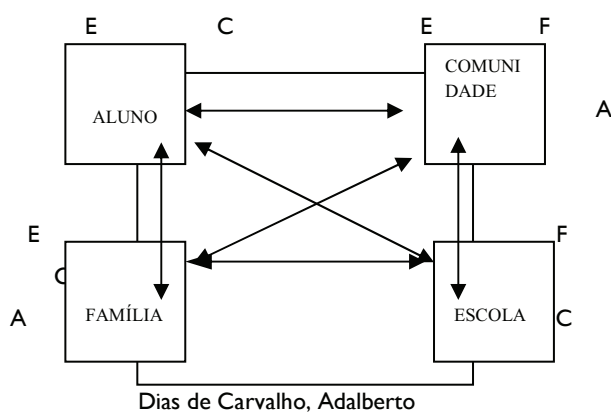 E C E F
COMUNI
DADE
ALUNO
A
E F
C
A FAMÍLIA ESCOLA C
Dias de Carvalho, Adalberto